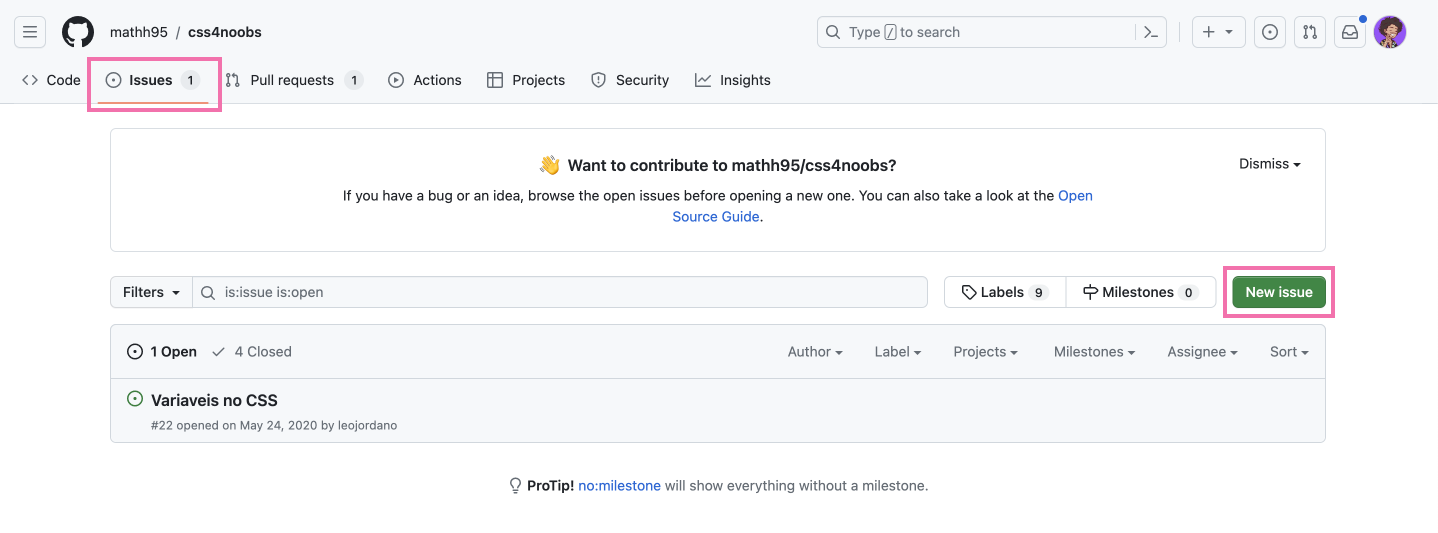 mathh95 / css4noobs
Type / to search
Code Issues 1 Pull requests 1 Actions Projects Security Insights
👋 Want to contribute to mathh95/css4noobs?
Dismiss
If you have a bug or an idea, browse the open issues before opening a new one. You can also take a look at the Open
Source Guide.
Filters is:issue is:open Labels 9 Milestones 0 New issue
1 Open 4 Closed Author Label Projects Milestones Assignee Sort
Variaveis no CSS
#22 opened on May 24, 2020 by leojordano
ProTip! no:milestone will show everything without a milestone.